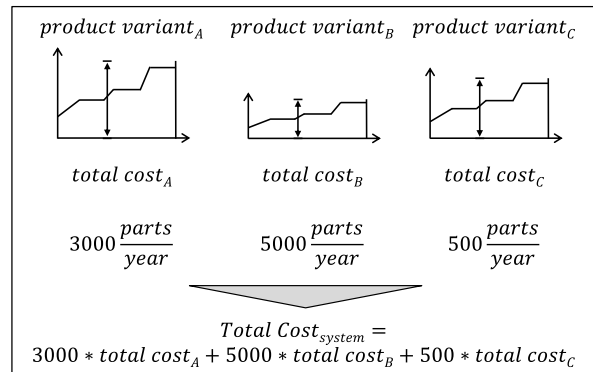 product variant_A product variant_B product variant_C
total cost_A total cost_B total cost_C
3000 parts/year 5000 parts/year 500 parts/year
Total Cost_system =
3000 * total cost_A + 5000 * total cost_B + 500 * total cost_C